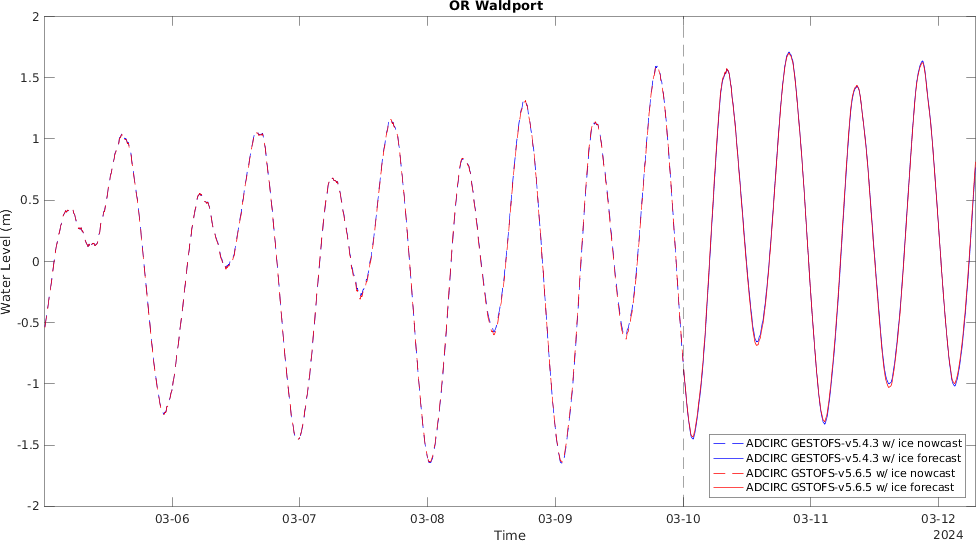 OR Waldport
2
1.5
1
0.5
0
-0.5
-1
-1.5
-2
Water Level (m)
03-06
03-07
03-08
03-09
03-10
03-11
03-12
Time
2024
ADCIRC GESTOFS-v5.4.3 w/ ice nowcast
ADCIRC GESTOFS-v5.4.3 w/ ice forecast
ADCIRC GSTOFS-v5.6.5 w/ ice nowcast
ADCIRC GSTOFS-v5.6.5 w/ ice forecast